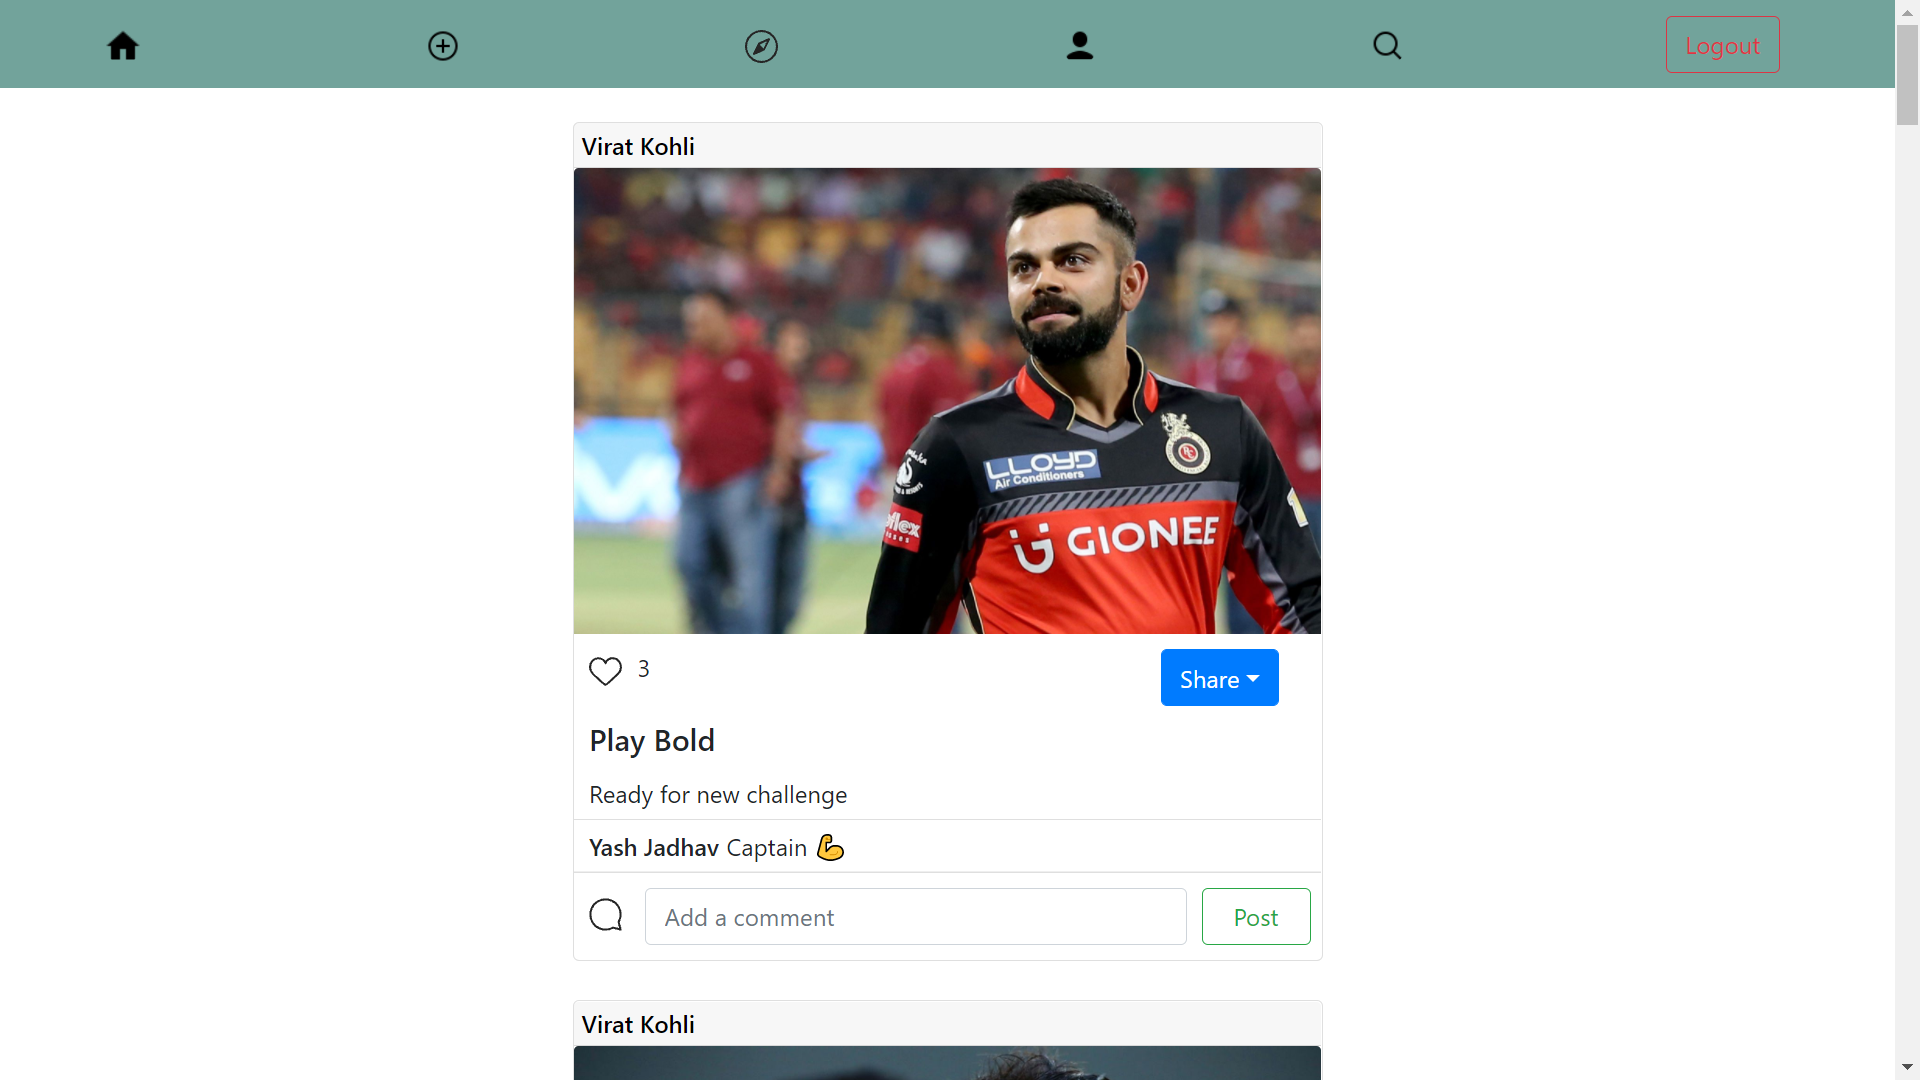 Logout
Virat Kohli
LLOYD
Air Conditioners
GIONEE
3
Share
Play Bold
Ready for new challenge
Yash Jadhav Captain 💪
Add a comment
Post
Virat Kohli